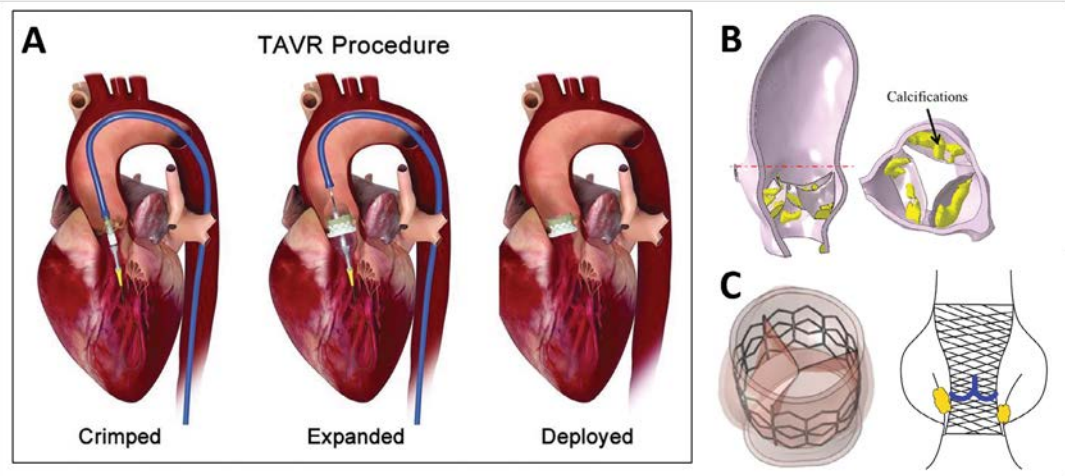 A
TAVR Procedure
Crimped
Expanded
Deployed
B
Calcifications
C